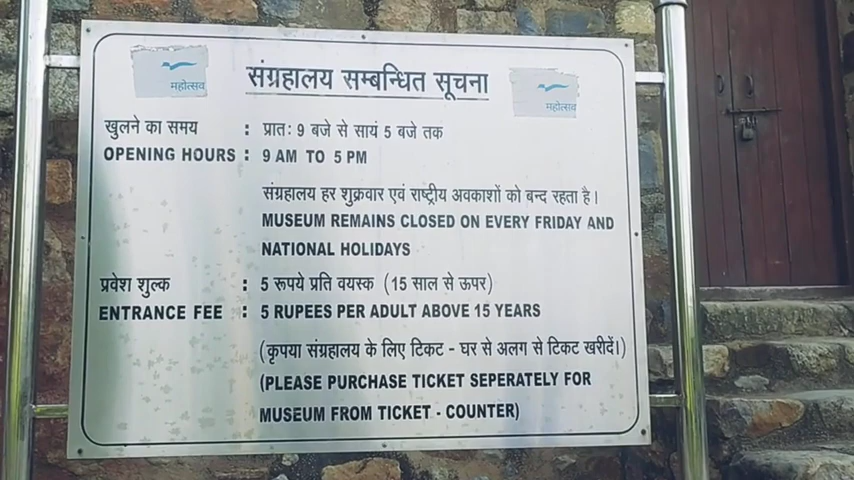 महोत्सव
संग्रहालय सम्बन्धित सूचना
महोत्सव
खुलने का समय : प्रातः 9 बजे से सायं 5 बजे तक
OPENING HOURS : 9 AM TO 5 PM
संग्रहालय हर शुक्रवार एवं राष्ट्रीय अवकाशों को बन्द रहता है।
MUSEUM REMAINS CLOSED ON EVERY FRIDAY AND
NATIONAL HOLIDAYS
प्रवेश शुल्क : 5 रूपये प्रति वयस्क (15 साल से ऊपर)
ENTRANCE FEE : 5 RUPEES PER ADULT ABOVE 15 YEARS
(कृपया संग्रहालय के लिए टिकट - घर से अलग से टिकट खरीदें।)
(PLEASE PURCHASE TICKET SEPERATELY FOR
MUSEUM FROM TICKET - COUNTER)